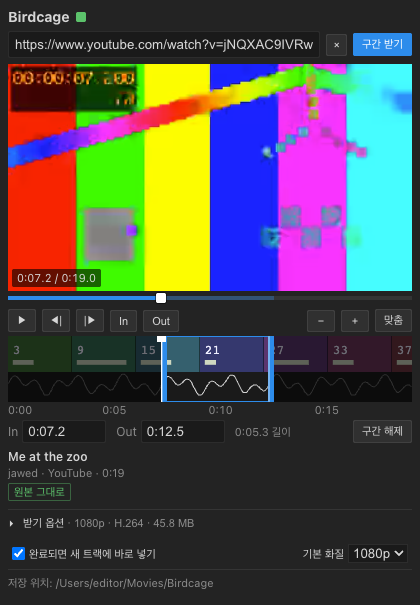 Birdcage
https://www.youtube.com/watch?v=jNQXAC9IVRw × 구간 받기
00:00:07.200
0:07.2 / 0:19.0
In Out − + 맞춤
3 9 15 21 27 33 37
0:00 0:05 0:10 0:15
In 0:07.2 Out 0:12.5 0:05.3 길이 구간 해제
Me at the zoo
jawed · YouTube · 0:19
원본 그대로
받기 옵션 · 1080p · H.264 · 45.8 MB
완료되면 새 트랙에 바로 넣기 기본 화질 1080p
저장 위치: /Users/editor/Movies/Birdcage